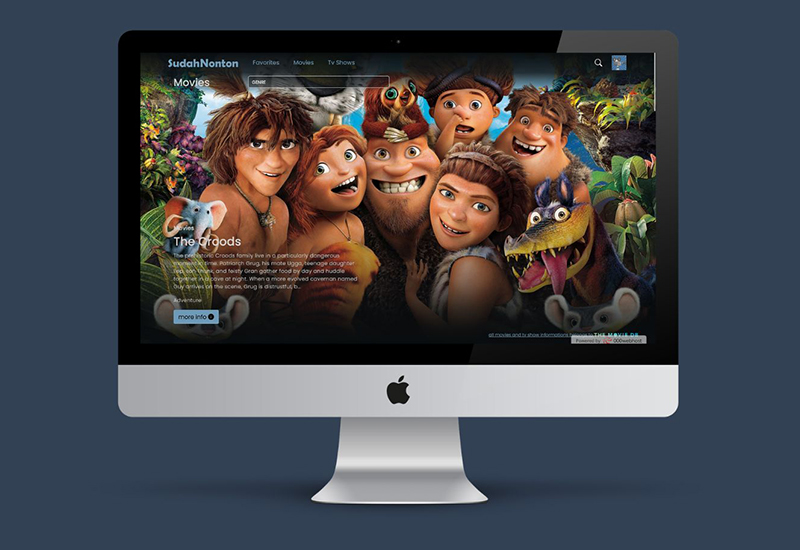 SudahNonton Favorites Movies Tv Shows
Movies GENRE
Movies
The Croods
The prehistoric Croods family live in a particularly dangerous
moment in time. Patriarch Grug, his mate Ugga, teenage daughter
Eep, son Thunk, and feisty Gran gather food by day and huddle
together in a cave at night. When a more evolved caveman named
Guy arrives on the scene, Grug is distrustful, b...
Adventure
more info
all movies and tv show informations THE MOVIE DB
Powered by 000webhost